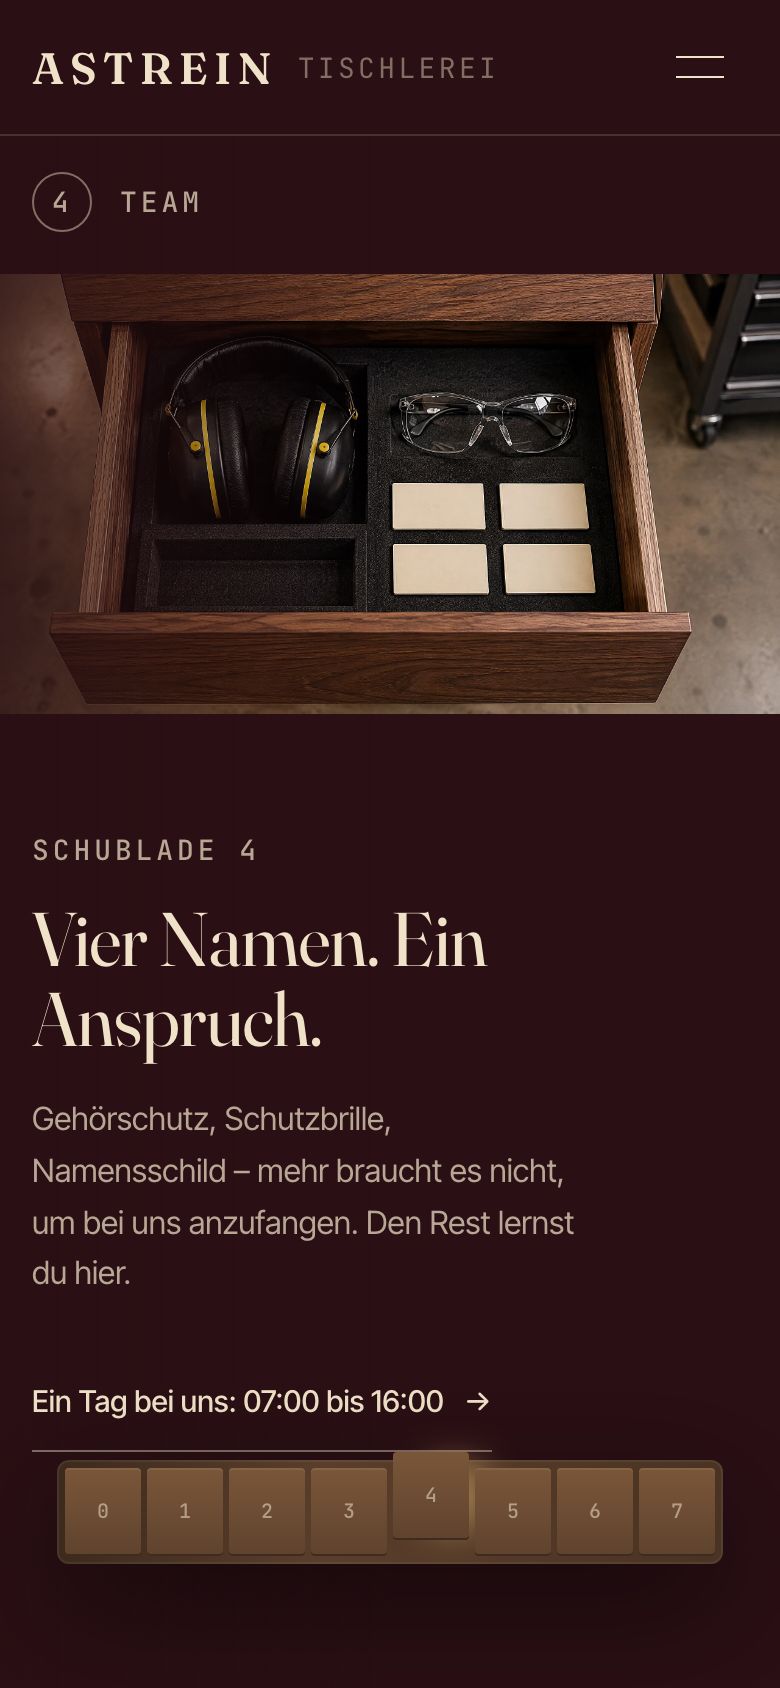 ASTREIN TISCHLEREI
4 TEAM
SCHUBLADE 4
Vier Namen. Ein
Anspruch.
Gehörschutz, Schutzbrille,
Namensschild – mehr braucht es nicht,
um bei uns anzufangen. Den Rest lernst
du hier.
Ein Tag bei uns: 07:00 bis 16:00 →
0 1 2 3 4 5 6 7